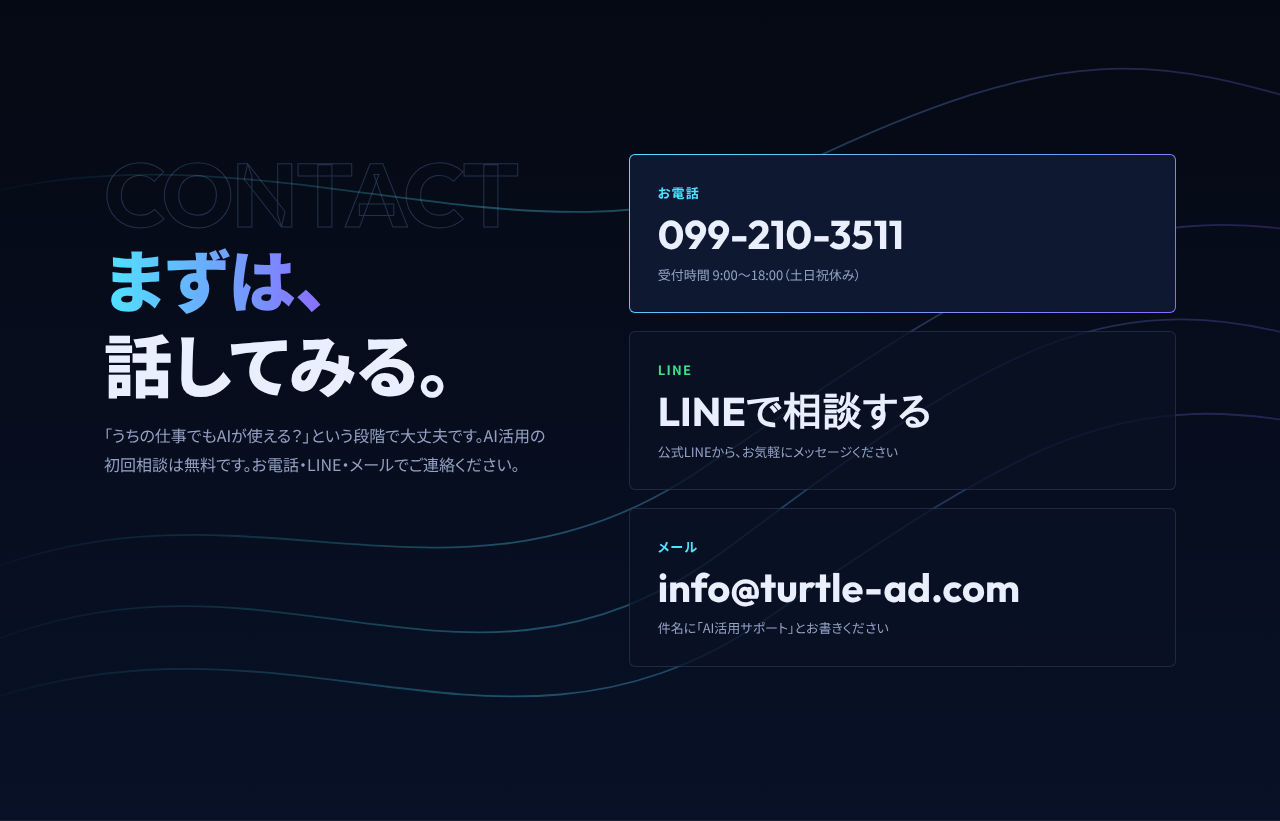 CONTACT
まずは、
話してみる。
「うちの仕事でもAIが使える？」という段階で大丈夫です。AI活用の
初回相談は無料です。お電話・LINE・メールでご連絡ください。
お電話
099-210-3511
受付時間 9:00〜18:00（土日祝休み）
LINE
LINEで相談する
公式LINEから、お気軽にメッセージください
メール
info@turtle-ad.com
件名に「AI活用サポート」とお書きください